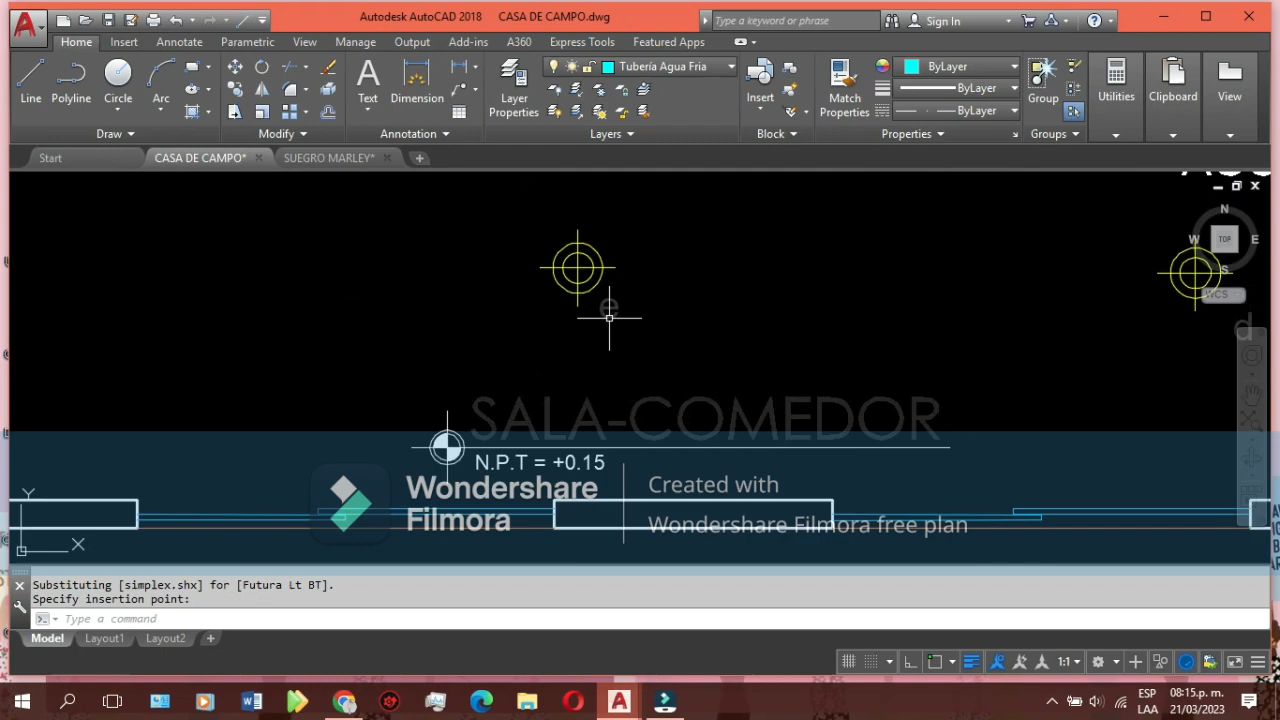 Autodesk AutoCAD 2018 CASA DE CAMPO.dwg
Type a keyword or phrase
Sign In
Home Insert Annotate Parametric View Manage Output Add-ins A360 Express Tools Featured Apps
Tubería Agua Fria
ByLayer
ByLayer
ByLayer
Line Polyline Circle Arc
Text Dimension
Layer
Properties
Insert
Match
Properties
Group
Utilities Clipboard View
Draw Modify Annotation Layers Block Properties Groups
Start CASA DE CAMPO* SUEGRO MARLEY*
N
W TOP E
S
WCS
e
d
SALA-COMEDOR
N.P.T = +0.15
Wondershare
Filmora
Created with
Wondershare Filmora free plan
Y
X
Substituting [simplex.shx] for [Futura Lt BT].
Specify insertion point:
Type a command
Model Layout1 Layout2
1:1
ESP 08:15 p. m.
LAA 21/03/2023